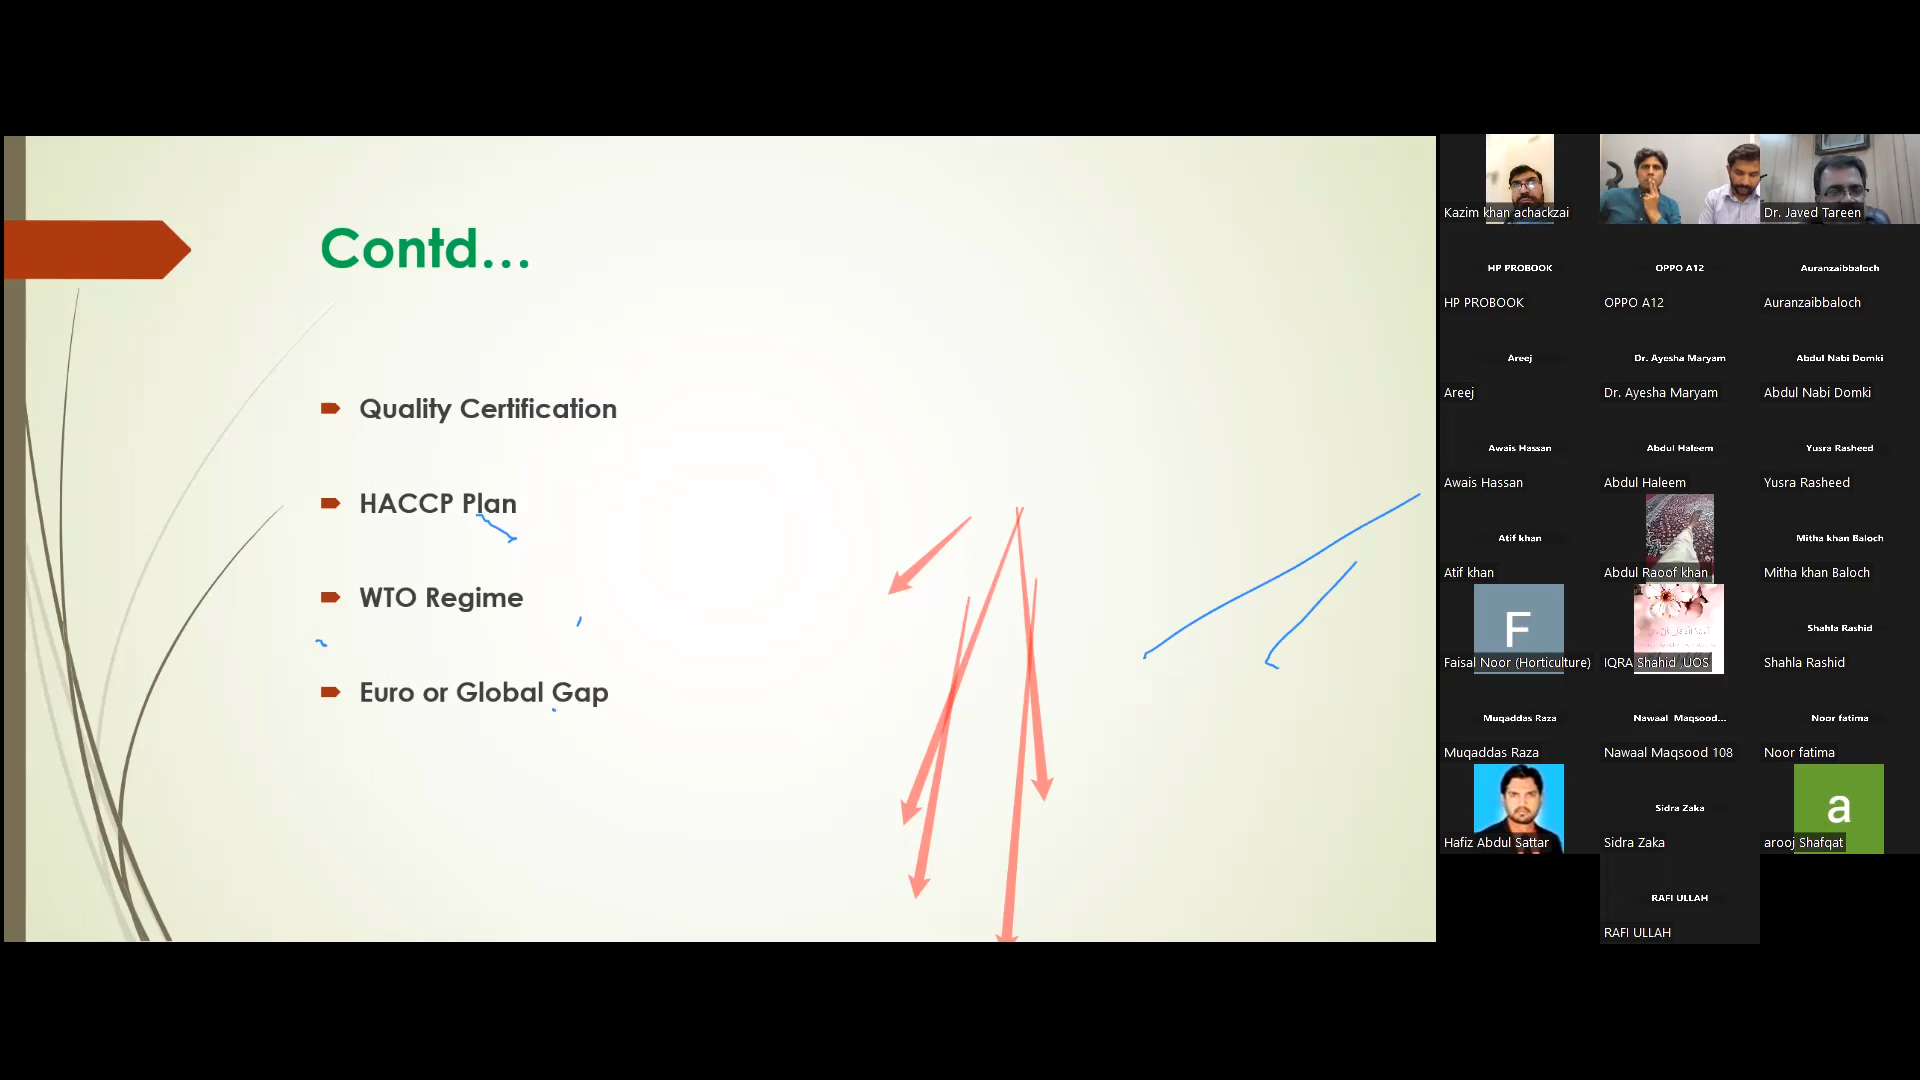 Contd...
Quality Certification
HACCP Plan
WTO Regime
Euro or Global Gap
Kazim khan achackzai
Dr. Javed Tareen
HP PROBOOK
OPPO A12
Auranzaibbaloch
HP PROBOOK
OPPO A12
Auranzaibbaloch
Areej
Dr. Ayesha Maryam
Abdul Nabi Domki
Areej
Dr. Ayesha Maryam
Abdul Nabi Domki
Awais Hassan
Abdul Haleem
Yusra Rasheed
Awais Hassan
Abdul Haleem
Yusra Rasheed
Atif khan
Mitha khan Baloch
Atif khan
Abdul Raoof khan
Mitha khan Baloch
F
Shahla Rashid
Faisal Noor (Horticulture)
IQRA Shahid ,UOS
Shahla Rashid
Muqaddas Raza
Nawaal Maqsood...
Noor fatima
Muqaddas Raza
Nawaal Maqsood 108
Noor fatima
Sidra Zaka
a
Hafiz Abdul Sattar
Sidra Zaka
arooj Shafqat
RAFI ULLAH
RAFI ULLAH